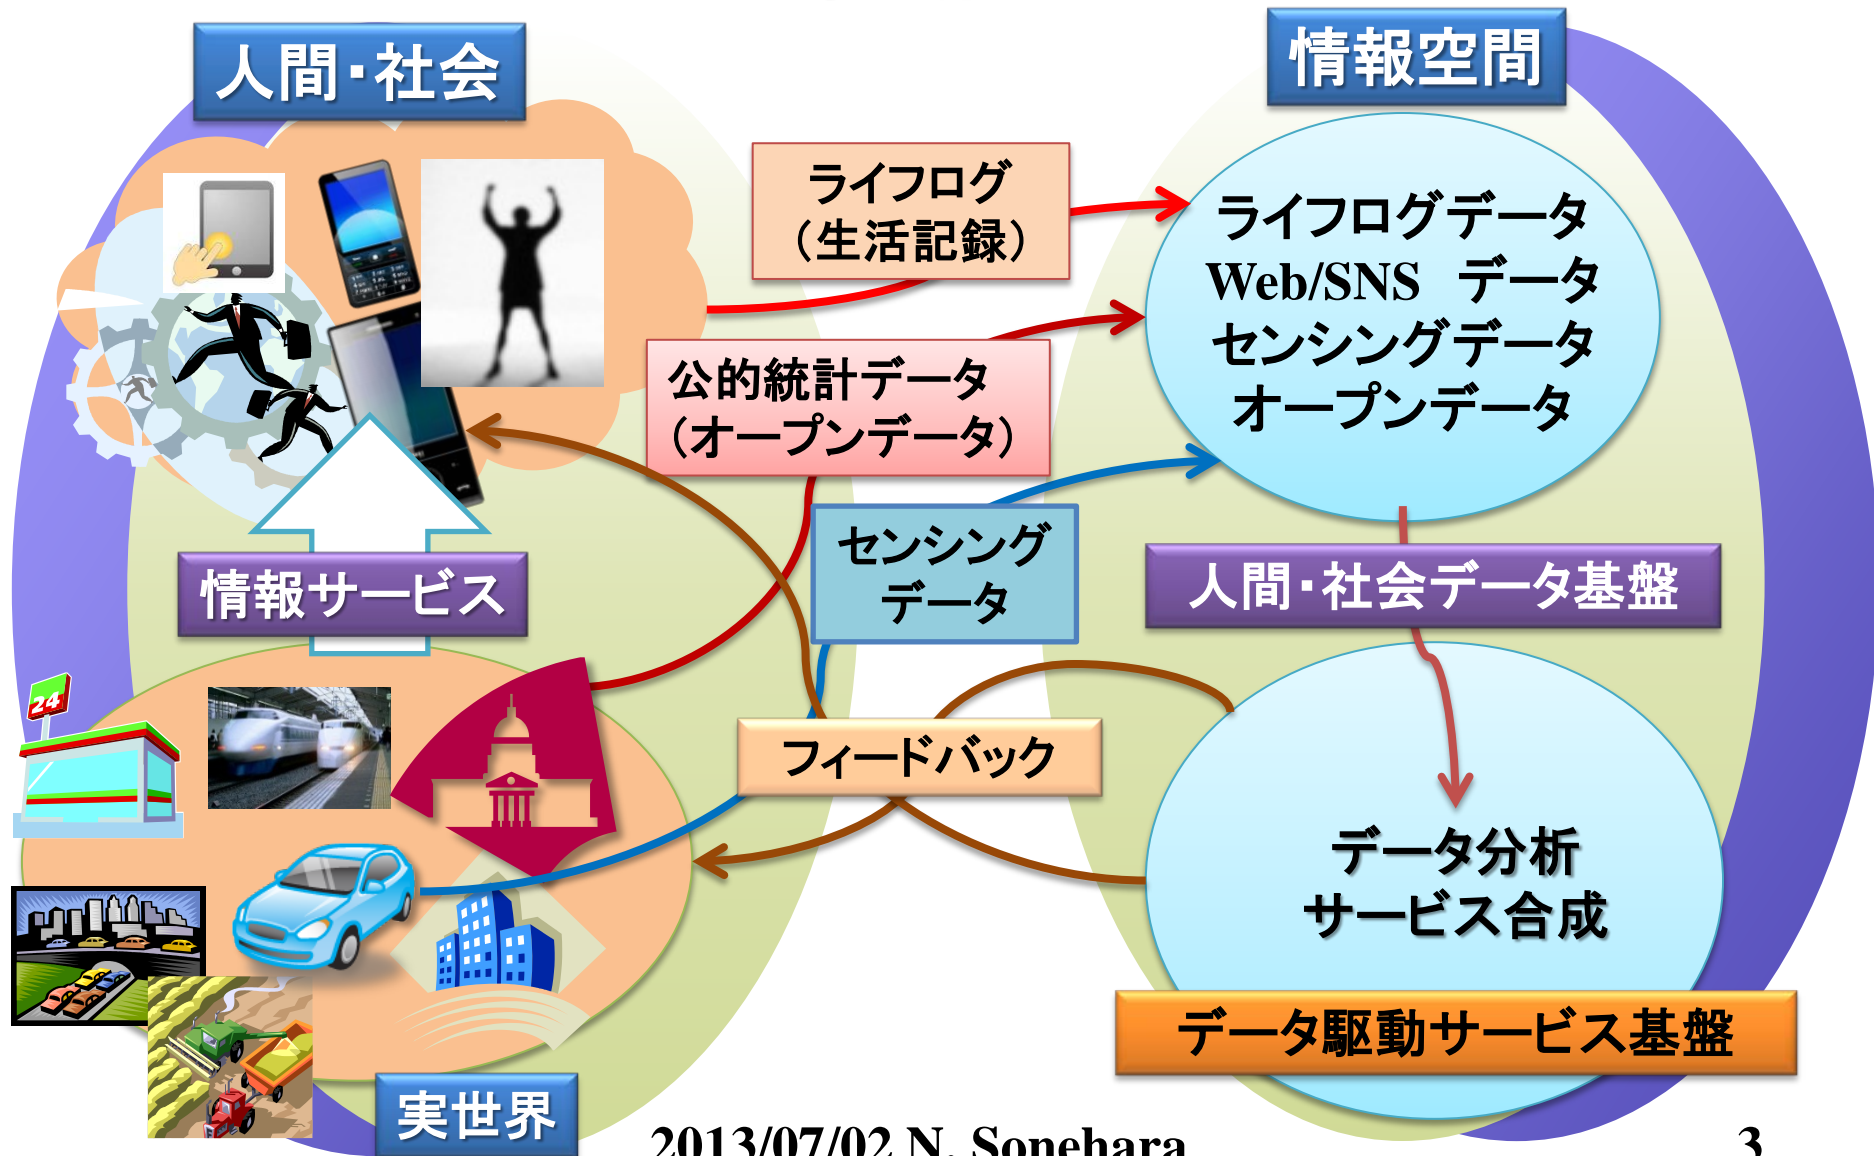 人間・社会
情報空間
ライフログ
（生活記録）
ライフログデータ
Web/SNS データ
センシングデータ
オープンデータ
公的統計データ
（オープンデータ）
センシング
データ
情報サービス
人間・社会データ基盤
24
フィードバック
データ分析
サービス合成
データ駆動サービス基盤
実世界
2013/07/02 N. Sonehara
3